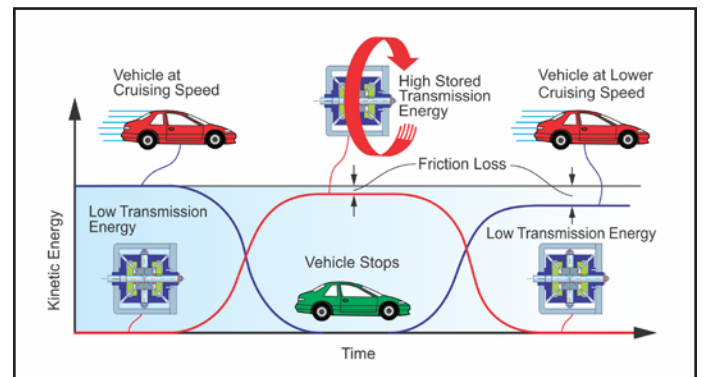 Vehicle at
Cruising Speed
High Stored
Transmission
Energy
Vehicle at Lower
Cruising Speed
Friction Loss
Low Transmission
Energy
Low Transmission Energy
Vehicle Stops
Kinetic Energy
Time